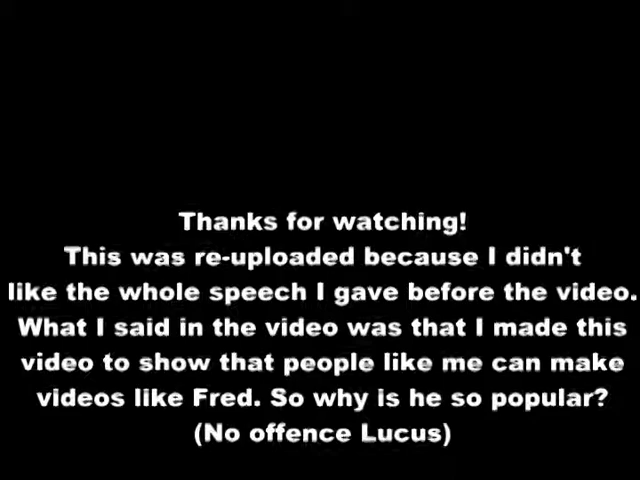 Thanks for watching!
This was re-uploaded because I didn't
like the whole speech I gave before the video.
What I said in the video was that I made this
video to show that people like me can make
videos like Fred. So why is he so popular?
(No offence Lucus)